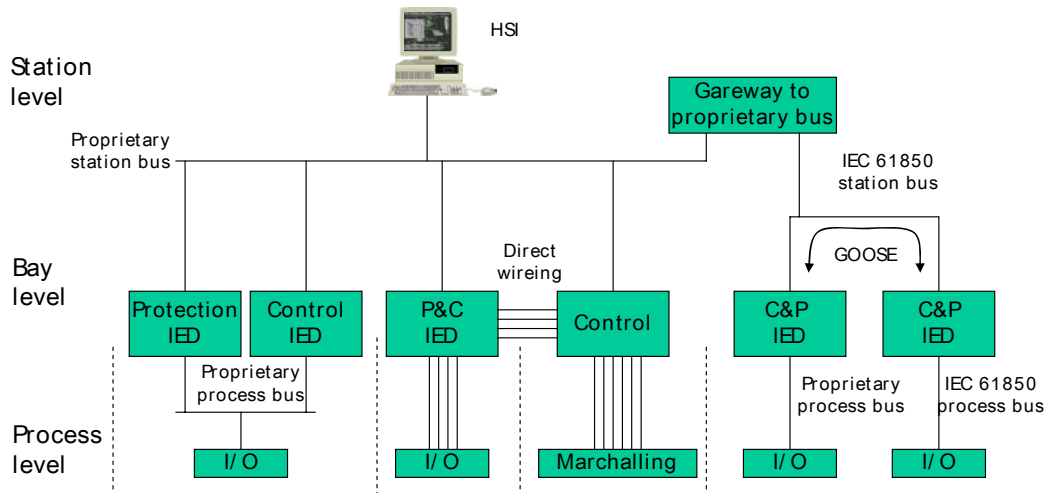 HSI
Station
level
Gareway to
proprietary bus
Proprietary
station bus
IEC 61850
station bus
Direct
wireing
GOOSE
Bay
level
Protection
IED
Control
IED
P&C
IED
Control
C&P
IED
C&P
IED
Proprietary
process bus
Proprietary
process bus
IEC 61850
process bus
Process
level
I/O
I/O
Marchalling
I/O
I/O